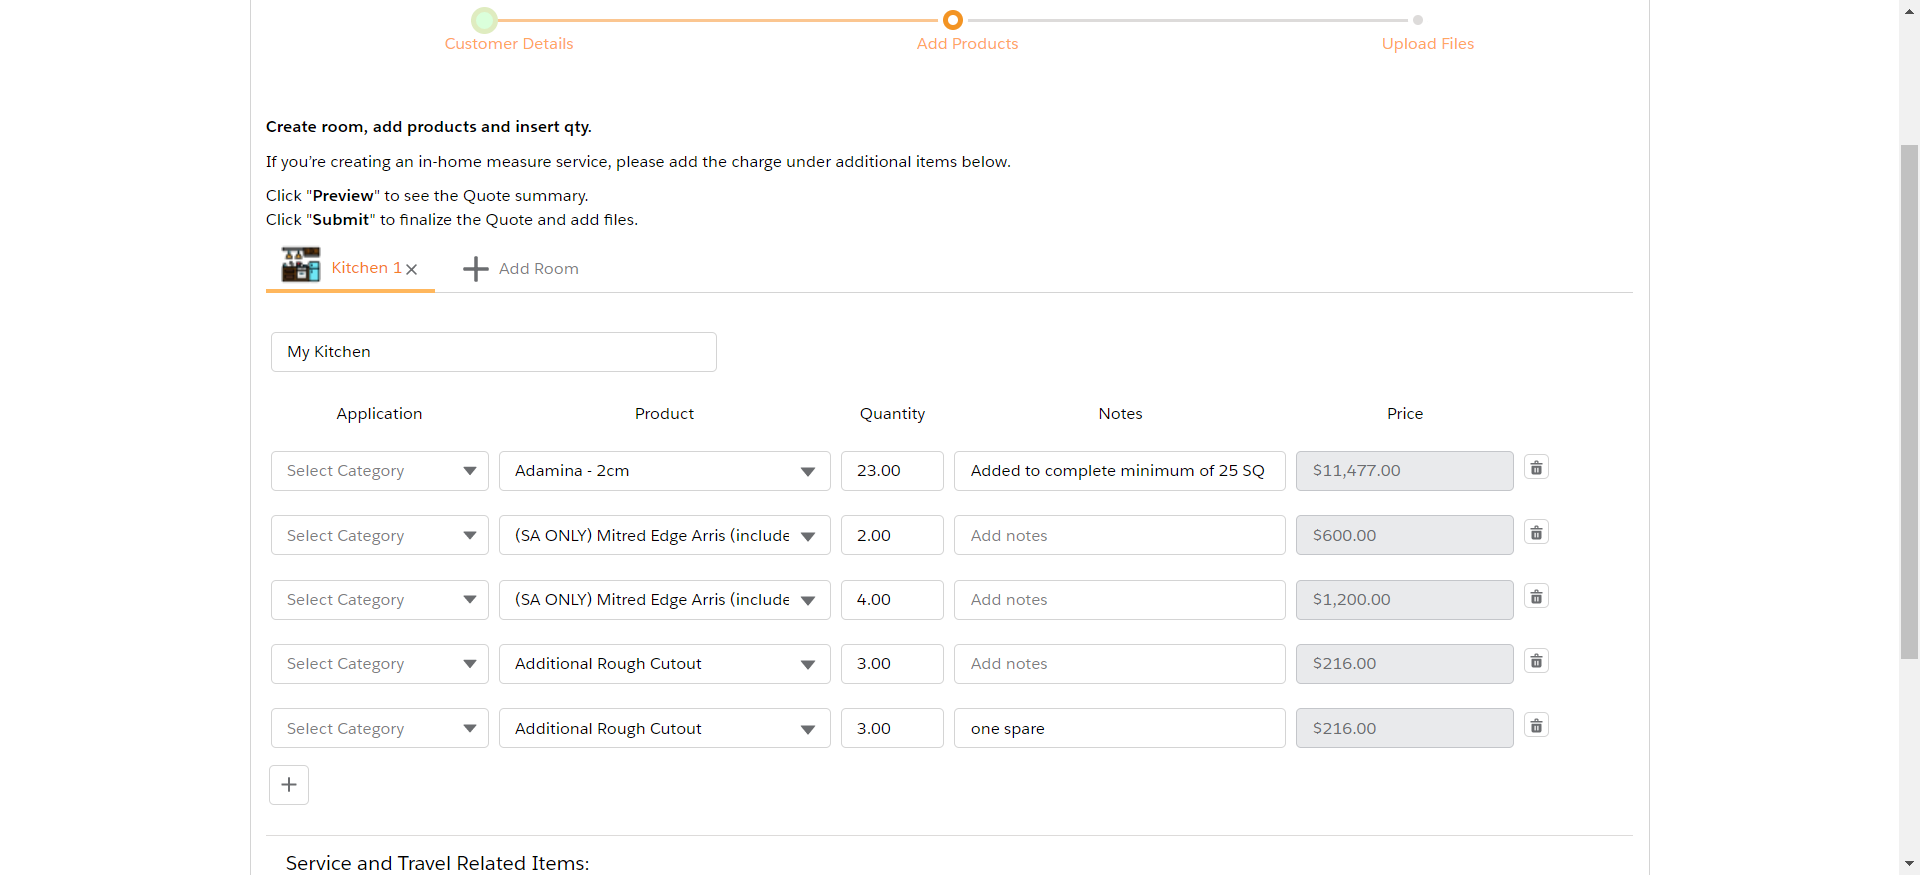 Customer Details
Add Products
Upload Files
Create room, add products and insert qty.
If you’re creating an in-home measure service, please add the charge under additional items below.
Click "Preview" to see the Quote summary.
Click "Submit" to finalize the Quote and add files.
Kitchen 1
Add Room
My Kitchen
Application Product Quantity Notes Price
Select Category Adamina - 2cm 23.00 Added to complete minimum of 25 SQ $11,477.00
Select Category (SA ONLY) Mitred Edge Arris (include 2.00 Add notes $600.00
Select Category (SA ONLY) Mitred Edge Arris (include 4.00 Add notes $1,200.00
Select Category Additional Rough Cutout 3.00 Add notes $216.00
Select Category Additional Rough Cutout 3.00 one spare $216.00
Service and Travel Related Items: